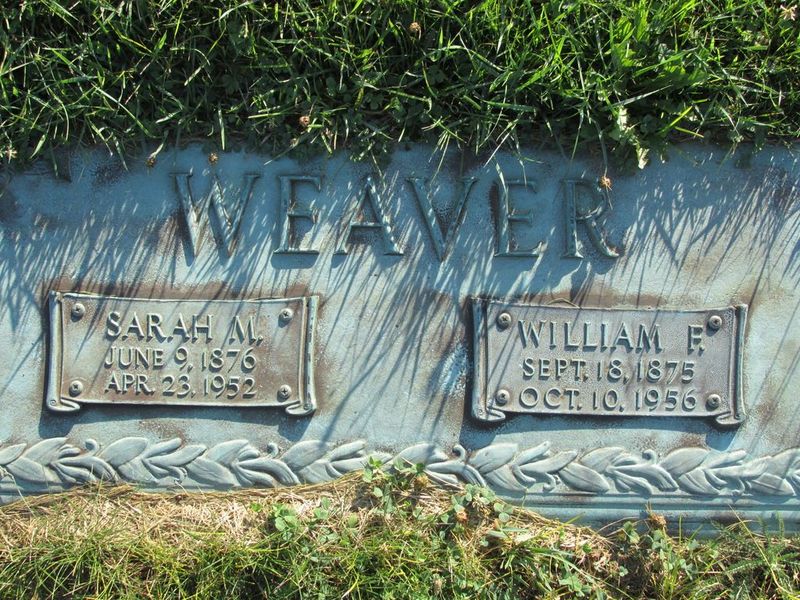 WEAVER
SARAH M.
JUNE 9, 1876
APR. 23, 1952
WILLIAM F.
SEPT. 18, 1875
OCT. 10, 1956